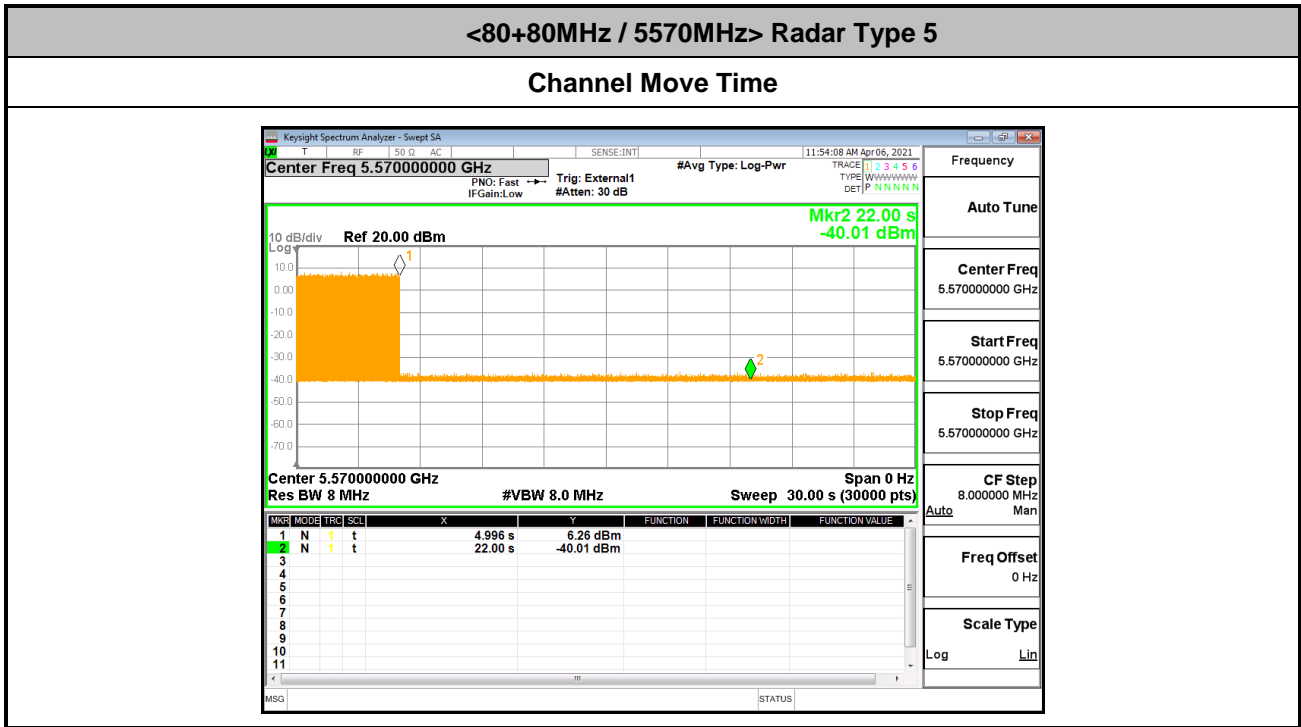 <80+80MHz / 5570MHz> Radar Type 5
Channel Move Time
Keysight Spectrum Analyzer - Swept SA
LXI T RF 50 Ω AC SENSE:INT 11:54:08 AM Apr 06, 2021
Center Freq 5.570000000 GHz
PNO: Fast
IFGain:Low
Trig: External1
#Atten: 30 dB
#Avg Type: Log-Pwr
TRACE 1 2 3 4 5 6
TYPE WWWWWW
DET P N N N N N
Mkr2 22.00 s
-40.01 dBm
10 dB/div Ref 20.00 dBm
Log
10.0
0.00
-10.0
-20.0
-30.0
-40.0
-50.0
-60.0
-70.0
1
2
Center 5.570000000 GHz Span 0 Hz
Res BW 8 MHz #VBW 8.0 MHz Sweep 30.00 s (30000 pts)
MKR MODE TRC SCL X Y FUNCTION FUNCTION WIDTH FUNCTION VALUE
1 N 1 t 4.996 s 6.26 dBm
2 N 1 t 22.00 s -40.01 dBm
3
4
5
6
7
8
9
10
11
MSG STATUS
Frequency
Auto Tune
Center Freq
5.570000000 GHz
Start Freq
5.570000000 GHz
Stop Freq
5.570000000 GHz
CF Step
8.000000 MHz
Auto Man
Freq Offset
0 Hz
Scale Type
Log Lin